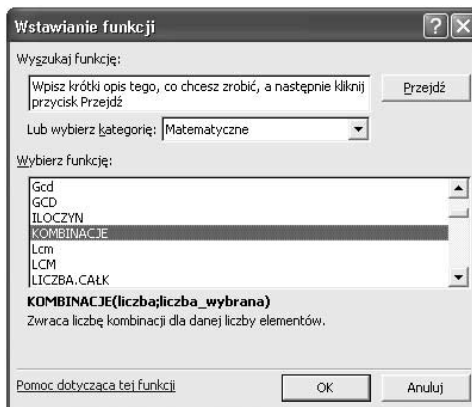 Wstawianie funkcji
Wyszukaj funkcję:
Wpisz krótki opis tego, co chcesz zrobić, a następnie kliknij
przycisk Przejdź
Przejdź
Lub wybierz kategorię: Matematyczne
Wybierz funkcję:
Gcd
GCD
ILOCZYN
KOMBINACJE
Lcm
LCM
LICZBA.CAŁK
KOMBINACJE(liczba;liczba_wybrana)
Zwraca liczbę kombinacji dla danej liczby elementów.
Pomoc dotycząca tej funkcji
OK
Anuluj